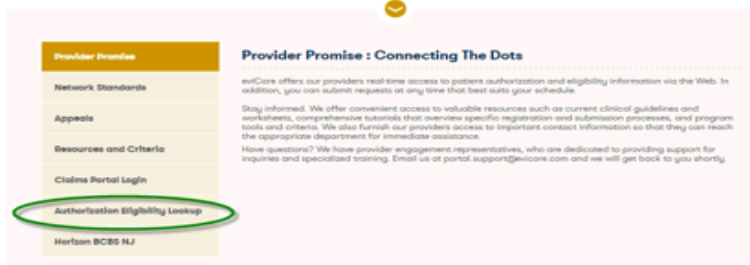 Provider Promise
Network Standards
Appeals
Resources and Criteria
Claims Portal Login
Authorization Eligibility Lookup
Horizon BCBS NJ
Provider Promise : Connecting The Dots
eviCore offers our providers real-time access to patient authorization and eligibility information via the Web. In
addition, you can submit requests at any time that best suits your schedule.
Stay informed. We offer convenient access to valuable resources such as current clinical guidelines and
worksheets, comprehensive tutorials that overview specific registration and submission processes, and program
tools and criteria. We also furnish our providers access to important contact information so that they can reach
the appropriate department for immediate assistance.
Have questions? We have provider engagement representatives, who are dedicated to providing support for
inquiries and specialized training. Email us at portal.support@evicore.com and we will get back to you shortly.